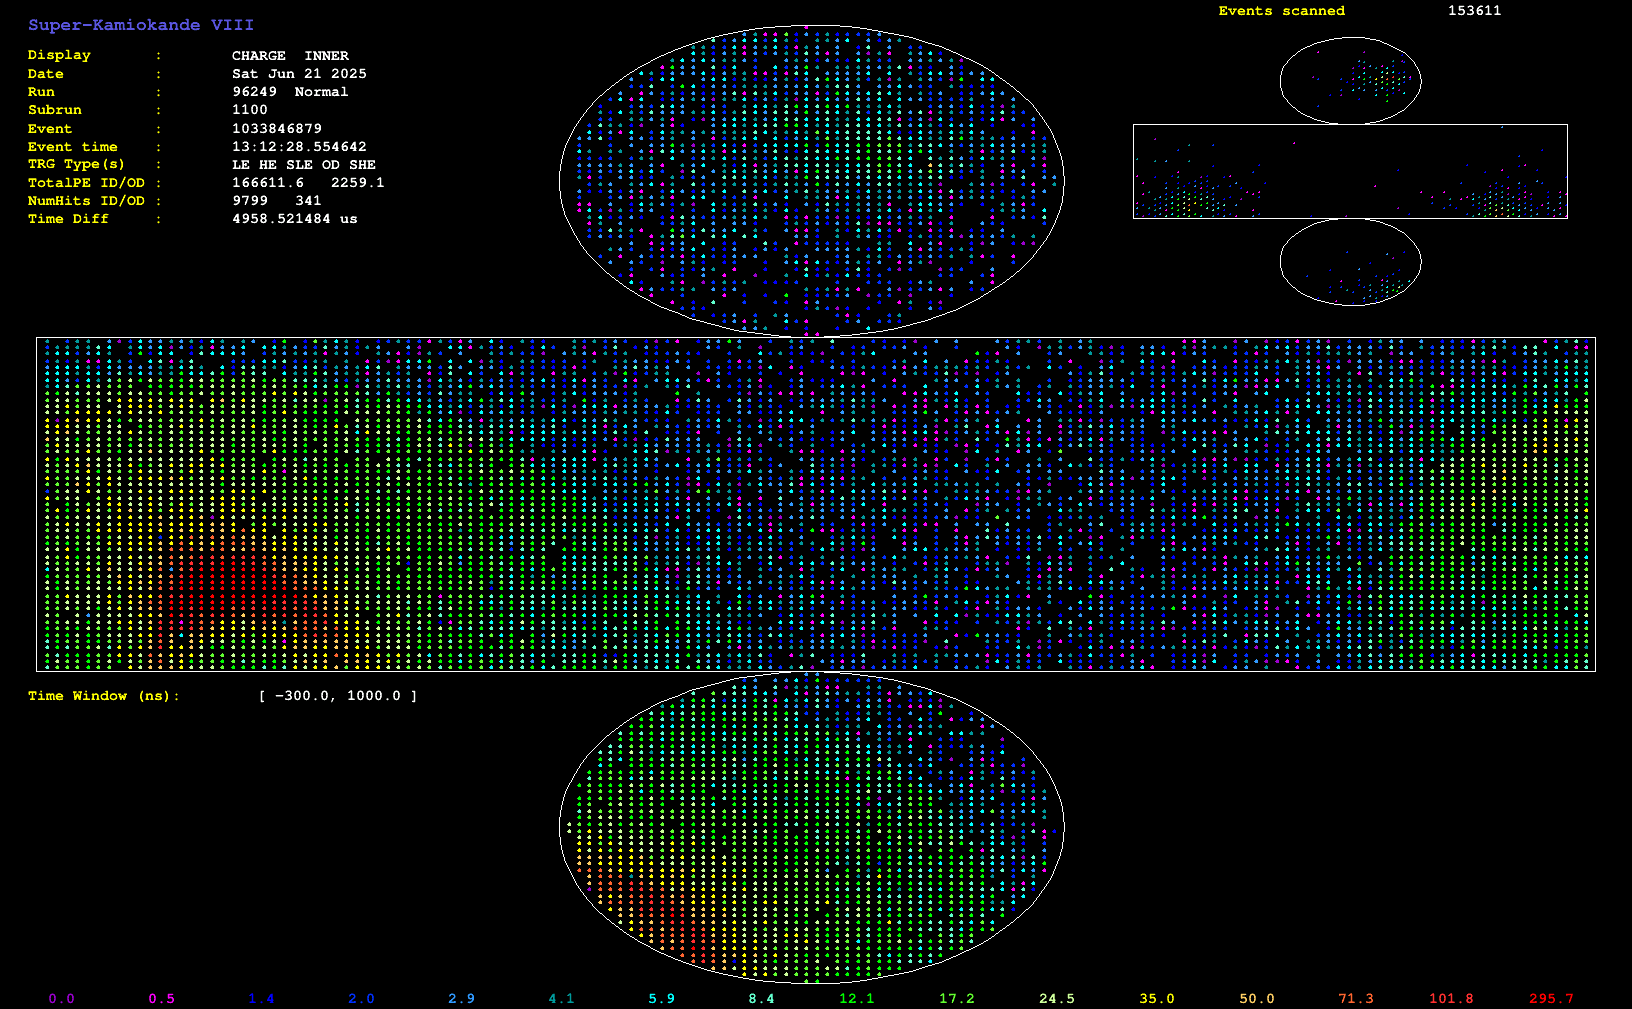 Super-Kamiokande VIII
Events scanned 153611
Display : CHARGE INNER
Date : Sat Jun 21 2025
Run : 96249 Normal
Subrun : 1100
Event : 1033846879
Event time : 13:12:28.554642
TRG Type(s) : LE HE SLE OD SHE
TotalPE ID/OD : 166611.6 2259.1
NumHits ID/OD : 9799 341
Time Diff : 4958.521484 us
Time Window (ns): [ -300.0, 1000.0 ]
0.0 0.5 1.4 2.0 2.9 4.1 5.9 8.4 12.1 17.2 24.5 35.0 50.0 71.3 101.8 295.7